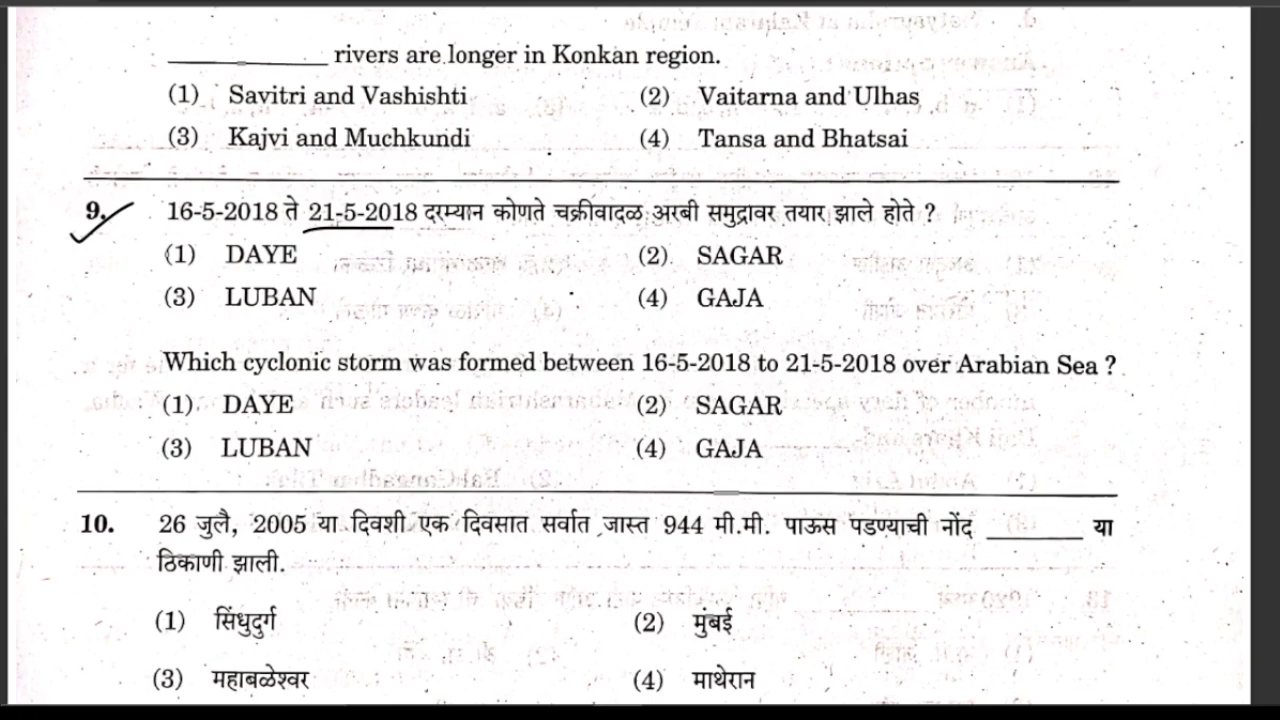 __________ rivers are longer in Konkan region.
(1) Savitri and Vashishti (2) Vaitarna and Ulhas
(3) Kajvi and Muchkundi (4) Tansa and Bhatsai
9. 16-5-2018 ते 21-5-2018 दरम्यान कोणते चक्रीवादळ अरबी समुद्रावर तयार झाले होते ?
(1) DAYE (2) SAGAR
(3) LUBAN (4) GAJA
Which cyclonic storm was formed between 16-5-2018 to 21-5-2018 over Arabian Sea ?
(1) DAYE (2) SAGAR
(3) LUBAN (4) GAJA
10. 26 जुलै, 2005 या दिवशी एक दिवसात सर्वात जास्त 944 मी.मी. पाऊस पडण्याची नोंद ________ या
ठिकाणी झाली.
(1) सिंधुदुर्ग (2) मुंबई
(3) महाबळेश्वर (4) माथेरान